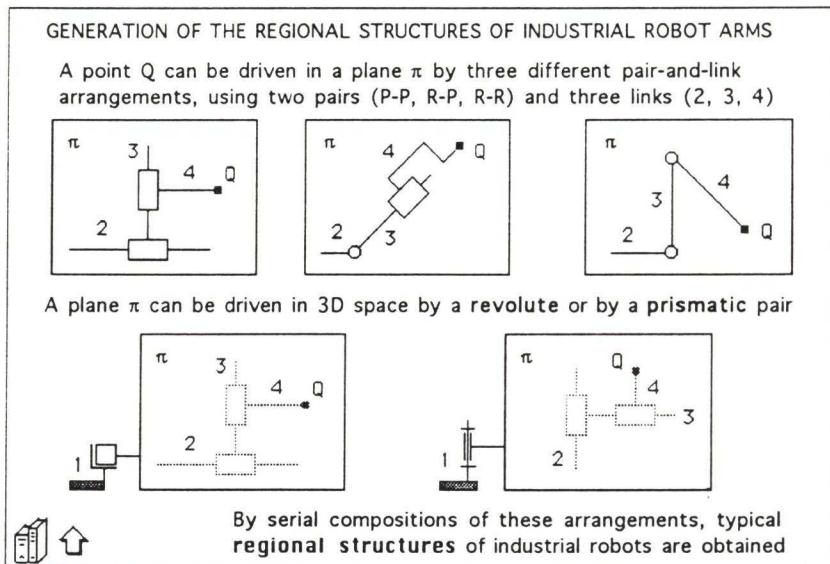 GENERATION OF THE REGIONAL STRUCTURES OF INDUSTRIAL ROBOT ARMS
A point Q can be driven in a plane π by three different pair-and-link
arrangements, using two pairs (P-P, R-P, R-R) and three links (2, 3, 4)
π
3
4
Q
2
π
4
Q
2
3
π
3
4
2
Q
A plane π can be driven in 3D space by a revolute or by a prismatic pair
π
3
4
Q
2
1
π
Q
4
3
2
1
By serial compositions of these arrangements, typical
regional structures of industrial robots are obtained